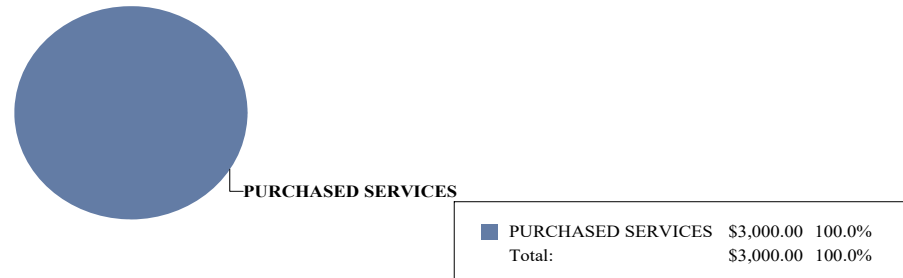 PURCHASED SERVICES
PURCHASED SERVICES $3,000.00 100.0%
Total: $3,000.00 100.0%